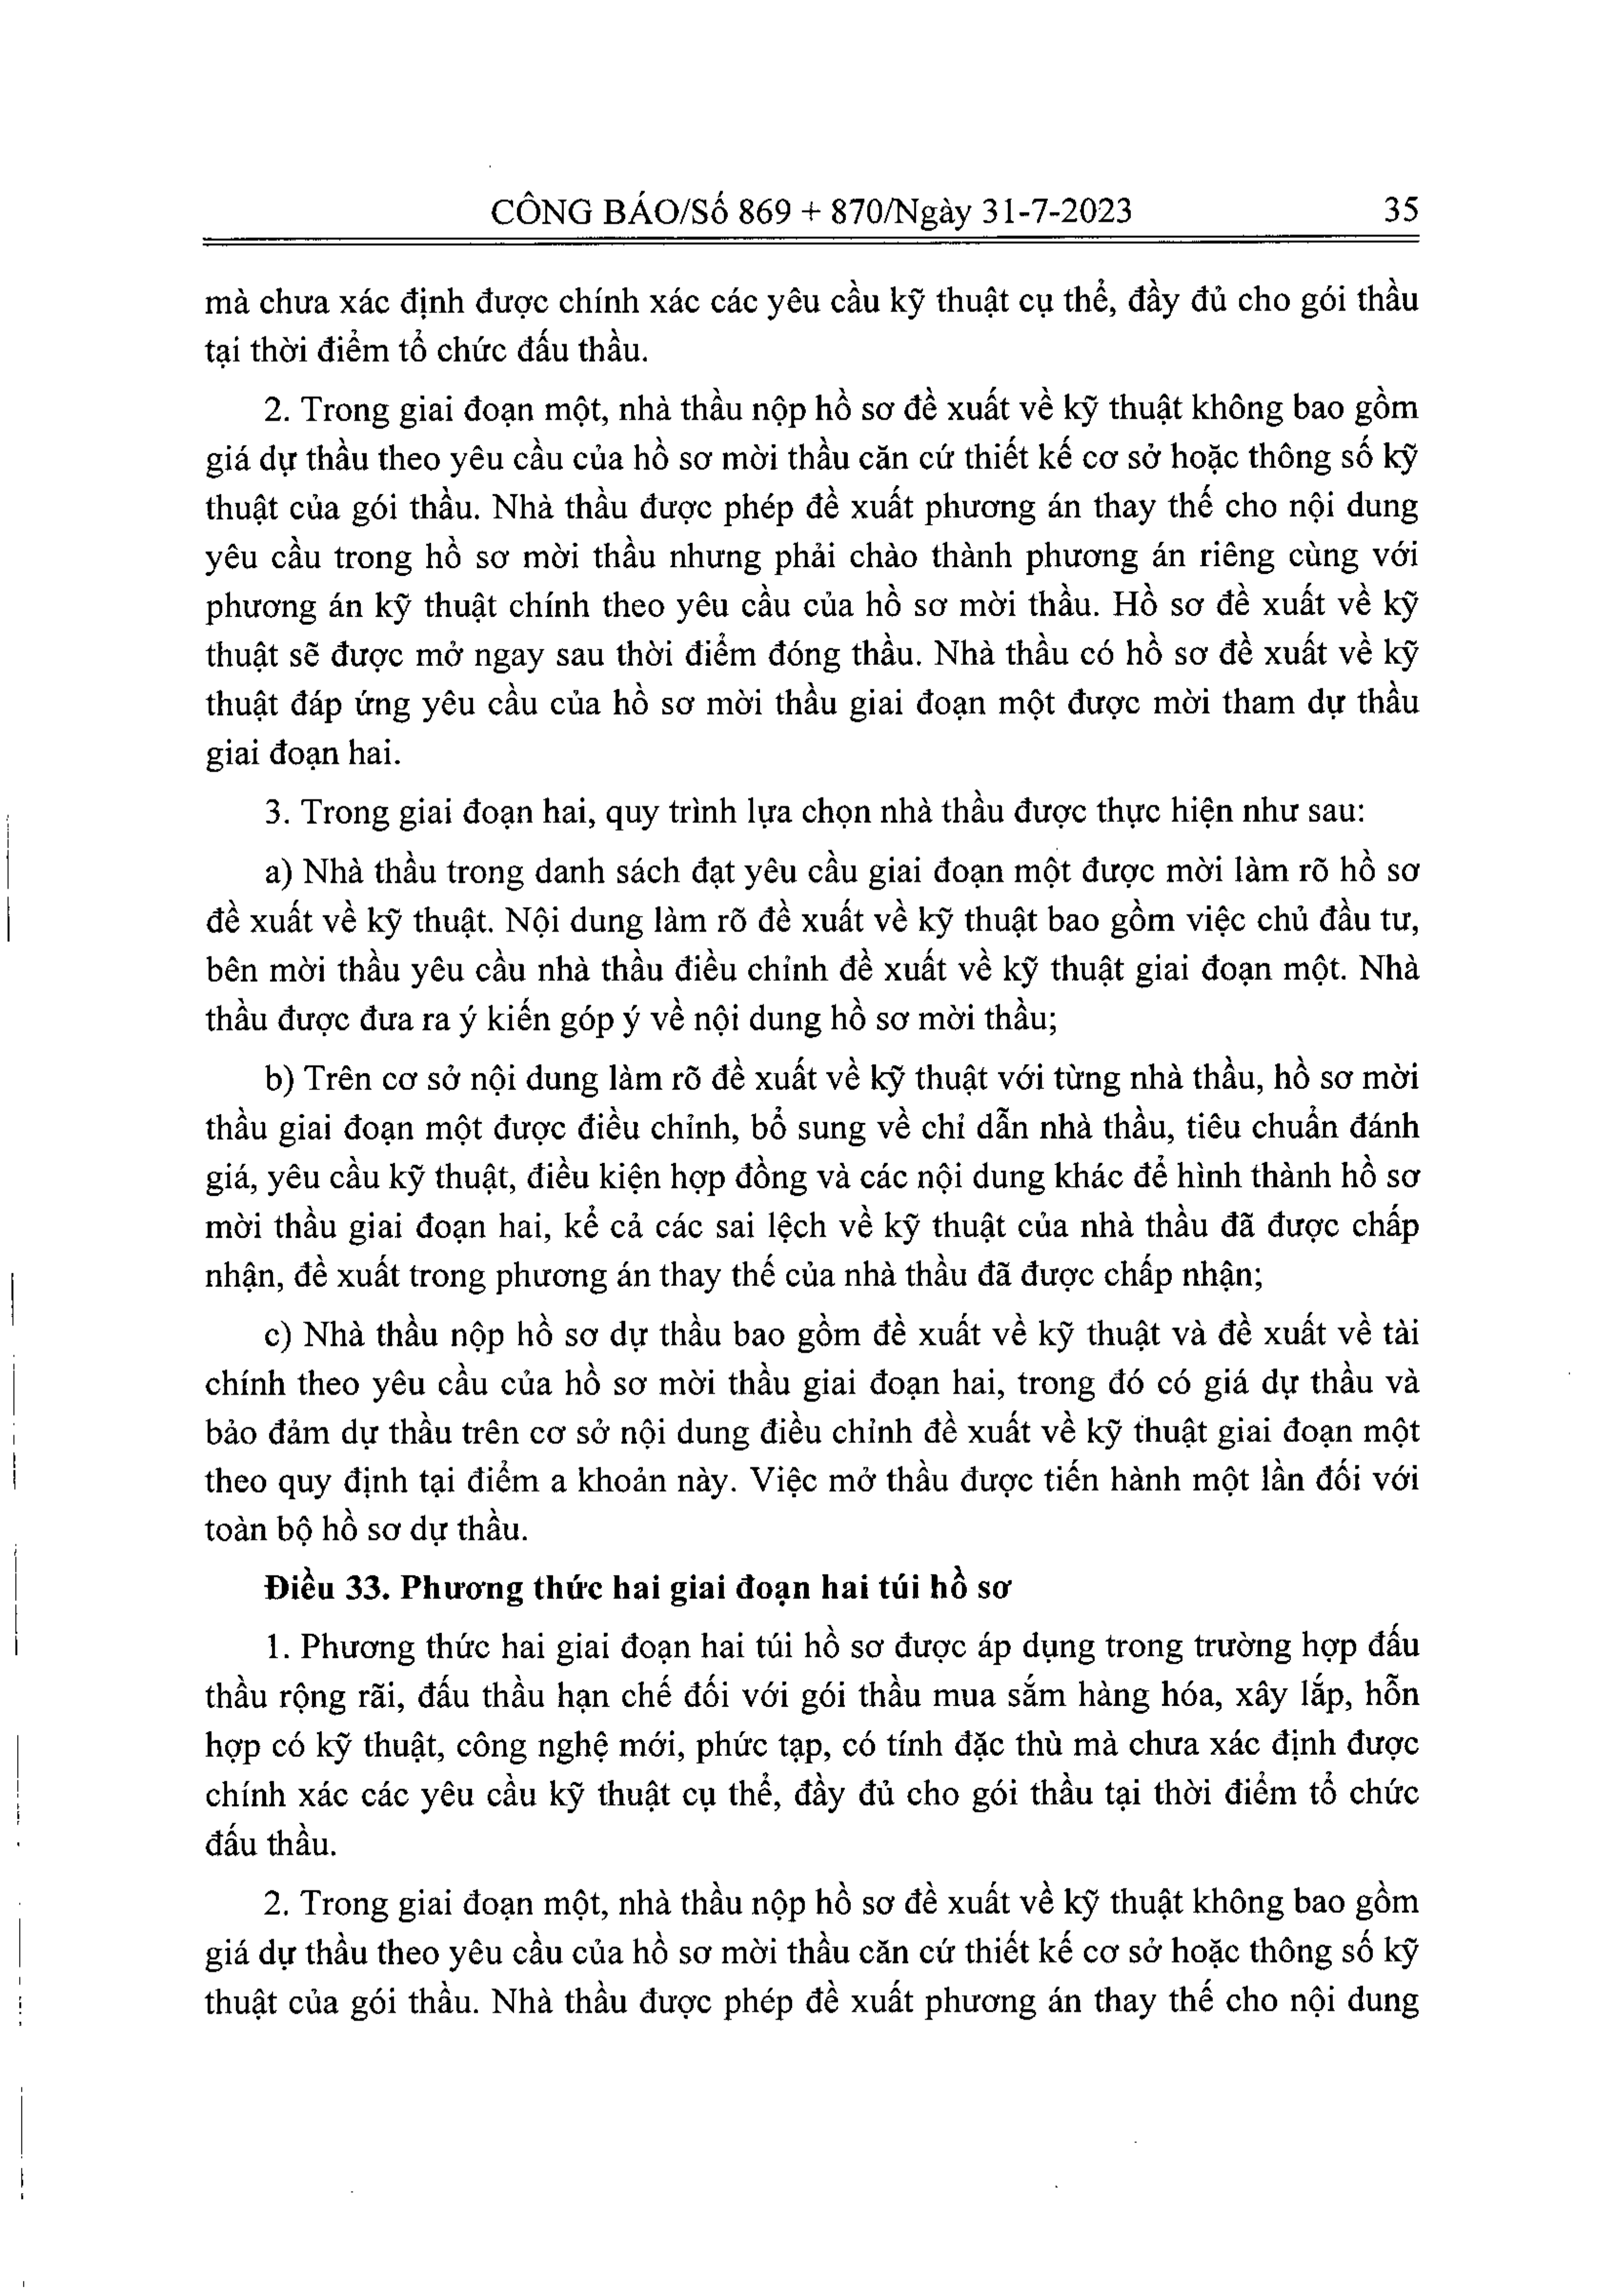 CÔNG BÁO/Số 869 + 870/Ngày 31-7-2023 35
mà chưa xác định được chính xác các yêu cầu kỹ thuật cụ thể, đầy đủ cho gói thầu
tại thời điểm tổ chức đấu thầu.
2. Trong giai đoạn một, nhà thầu nộp hồ sơ đề xuất về kỹ thuật không bao gồm
giá dự thầu theo yêu cầu của hồ sơ mời thầu căn cứ thiết kế cơ sở hoặc thông số kỹ
thuật của gói thầu. Nhà thầu được phép đề xuất phương án thay thế cho nội dung
yêu cầu trong hồ sơ mời thầu nhưng phải chào thành phương án riêng cùng với
phương án kỹ thuật chính theo yêu cầu của hồ sơ mời thầu. Hồ sơ đề xuất về kỹ
thuật sẽ được mở ngay sau thời điểm đóng thầu. Nhà thầu có hồ sơ đề xuất về kỹ
thuật đáp ứng yêu cầu của hồ sơ mời thầu giai đoạn một được mời tham dự thầu
giai đoạn hai.
3. Trong giai đoạn hai, quy trình lựa chọn nhà thầu được thực hiện như sau:
a) Nhà thầu trong danh sách đạt yêu cầu giai đoạn một được mời làm rõ hồ sơ
đề xuất về kỹ thuật. Nội dung làm rõ đề xuất về kỹ thuật bao gồm việc chủ đầu tư,
bên mời thầu yêu cầu nhà thầu điều chỉnh đề xuất về kỹ thuật giai đoạn một. Nhà
thầu được đưa ra ý kiến góp ý về nội dung hồ sơ mời thầu;
b) Trên cơ sở nội dung làm rõ đề xuất về kỹ thuật với từng nhà thầu, hồ sơ mời
thầu giai đoạn một được điều chỉnh, bổ sung về chỉ dẫn nhà thầu, tiêu chuẩn đánh
giá, yêu cầu kỹ thuật, điều kiện hợp đồng và các nội dung khác để hình thành hồ sơ
mời thầu giai đoạn hai, kể cả các sai lệch về kỹ thuật của nhà thầu đã được chấp
nhận, đề xuất trong phương án thay thế của nhà thầu đã được chấp nhận;
c) Nhà thầu nộp hồ sơ dự thầu bao gồm đề xuất về kỹ thuật và đề xuất về tài
chính theo yêu cầu của hồ sơ mời thầu giai đoạn hai, trong đó có giá dự thầu và
bảo đảm dự thầu trên cơ sở nội dung điều chỉnh đề xuất về kỹ thuật giai đoạn một
theo quy định tại điểm a khoản này. Việc mở thầu được tiến hành một lần đối với
toàn bộ hồ sơ dự thầu.
Điều 33. Phương thức hai giai đoạn hai túi hồ sơ
1. Phương thức hai giai đoạn hai túi hồ sơ được áp dụng trong trường hợp đấu
thầu rộng rãi, đấu thầu hạn chế đối với gói thầu mua sắm hàng hóa, xây lắp, hỗn
hợp có kỹ thuật, công nghệ mới, phức tạp, có tính đặc thù mà chưa xác định được
chính xác các yêu cầu kỹ thuật cụ thể, đầy đủ cho gói thầu tại thời điểm tổ chức
đấu thầu.
2. Trong giai đoạn một, nhà thầu nộp hồ sơ đề xuất về kỹ thuật không bao gồm
giá dự thầu theo yêu cầu của hồ sơ mời thầu căn cứ thiết kế cơ sở hoặc thông số kỹ
thuật của gói thầu. Nhà thầu được phép đề xuất phương án thay thế cho nội dung